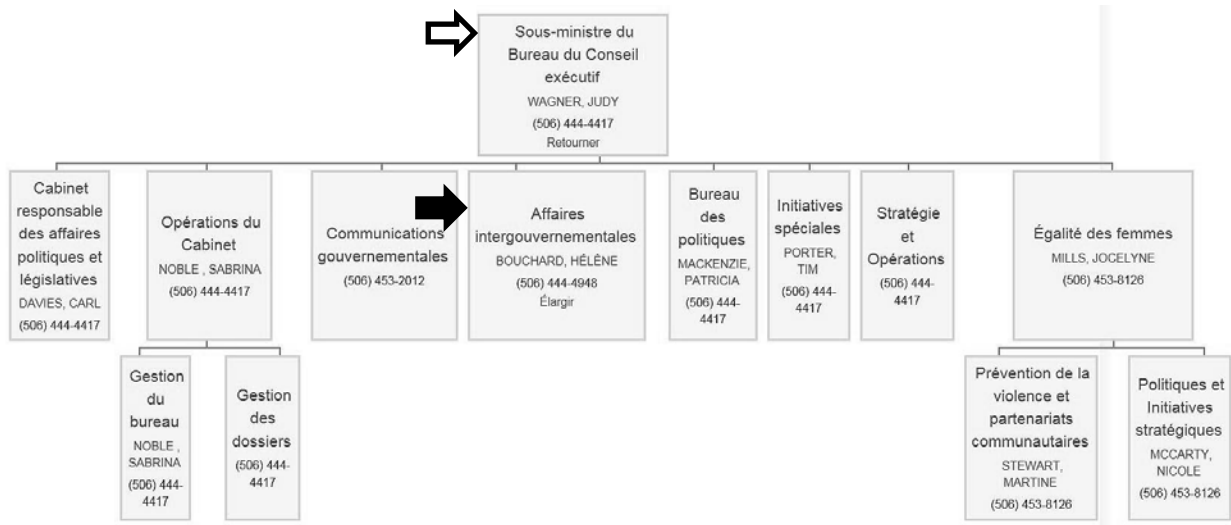 Sous-ministre du
Bureau du Conseil
exécutif
WAGNER, JUDY
(506) 444-4417
Retourner
Cabinet
responsable
des affaires
politiques et
législatives
DAVIES, CARL
(506) 444-4417
Opérations du
Cabinet
NOBLE , SABRINA
(506) 444-4417
Communications
gouvernementales
(506) 453-2012
Affaires
intergouvernementales
BOUCHARD, HÉLÈNE
(506) 444-4948
Élargir
Bureau
des
politiques
MACKENZIE,
PATRICIA
(506) 444-
4417
Initiatives
spéciales
PORTER,
TIM
(506) 444-
4417
Stratégie
et
Opérations
(506) 444-
4417
Égalité des femmes
MILLS, JOCELYNE
(506) 453-8126
Gestion
du
bureau
NOBLE ,
SABRINA
(506) 444-
4417
Gestion
des
dossiers
(506) 444-
4417
Prévention de la
violence et
partenariats
communautaires
STEWART,
MARTINE
(506) 453-8126
Politiques et
Initiatives
stratégiques
MCCARTY,
NICOLE
(506) 453-8126